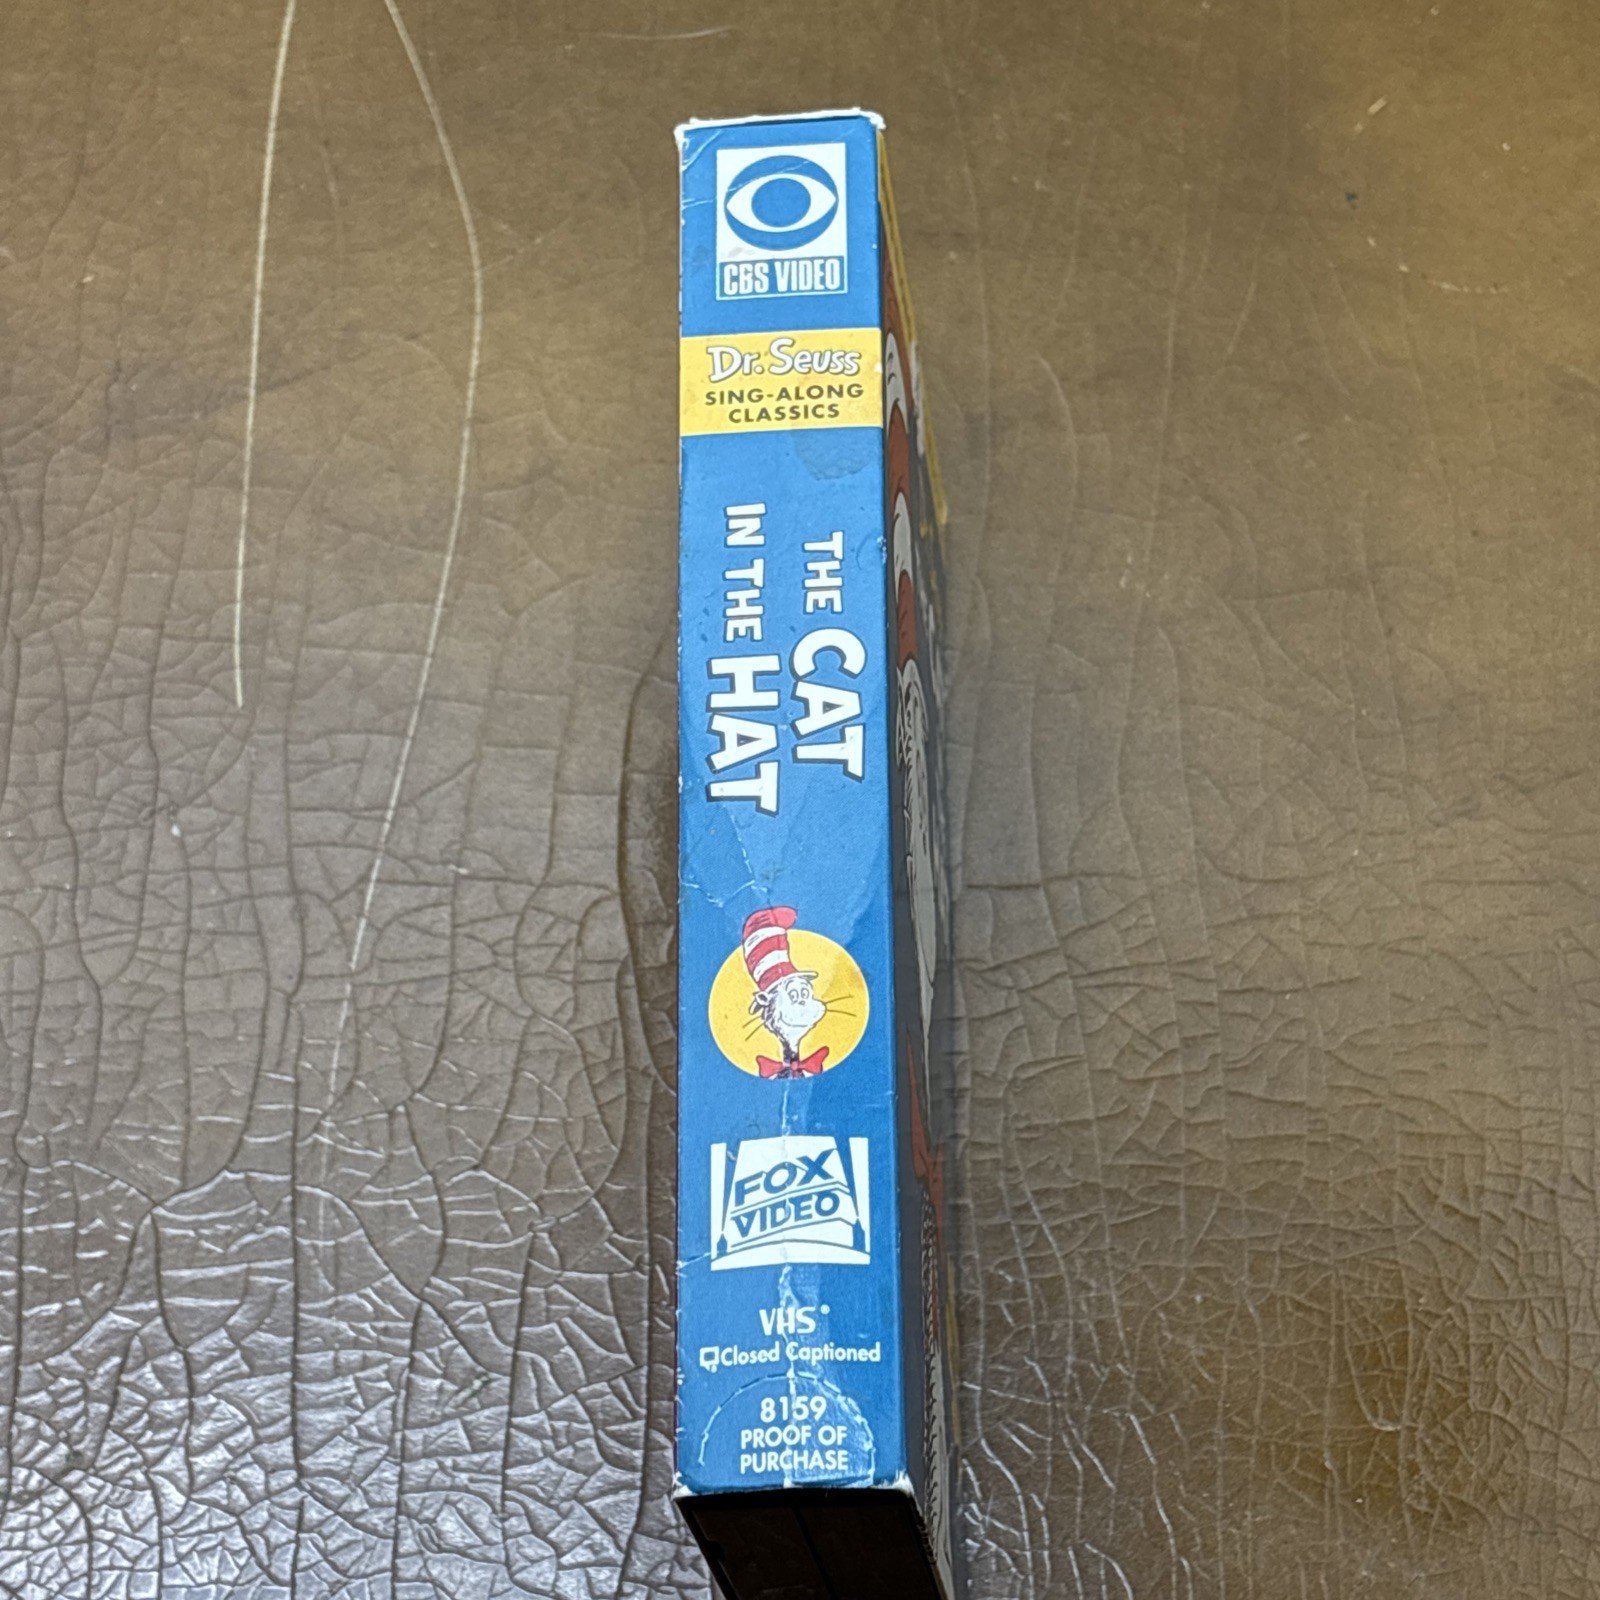 CBS VIDEO
Dr. Seuss
SING-ALONG
CLASSICS
THE CAT
IN THE HAT
FOX
VIDEO
VHS®
Closed Captioned
8159
PROOF OF
PURCHASE